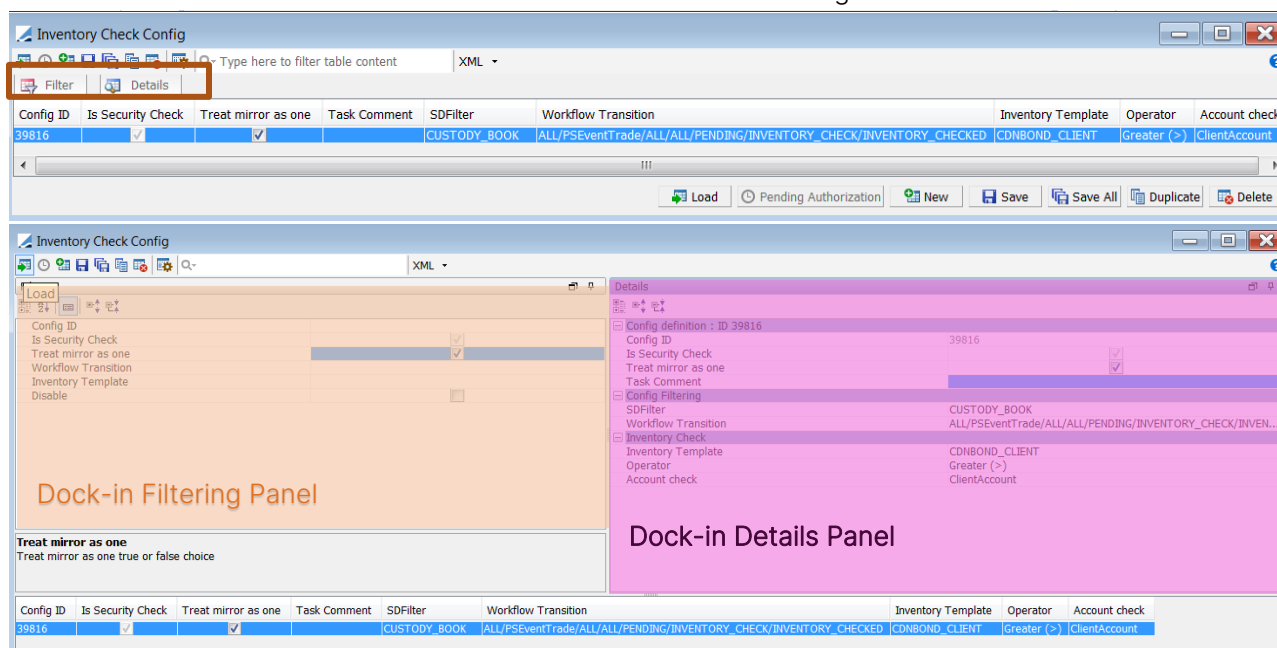 Inventory Check Config
Type here to filter table content XML
Filter Details
Config ID Is Security Check Treat mirror as one Task Comment SDFilter Workflow Transition Inventory Template Operator Account check
39816 CUSTODY_BOOK ALL/PSEventTrade/ALL/ALL/PENDING/INVENTORY_CHECK/INVENTORY_CHECKED CDNBOND_CLIENT Greater (>) ClientAccount
Load Pending Authorization New Save Save All Duplicate Delete
Inventory Check Config
XML
Load
Details
Config ID
Is Security Check
Treat mirror as one
Workflow Transition
Inventory Template
Disable
Config definition : ID 39816
Config ID 39816
Is Security Check
Treat mirror as one
Task Comment
Config Filtering
SDFilter CUSTODY_BOOK
Workflow Transition ALL/PSEventTrade/ALL/ALL/PENDING/INVENTORY_CHECK/INVEN...
Inventory Check
Inventory Template CDNBOND_CLIENT
Operator Greater (>)
Account check ClientAccount
Dock-in Filtering Panel
Dock-in Details Panel
Treat mirror as one
Treat mirror as one true or false choice
Config ID Is Security Check Treat mirror as one Task Comment SDFilter Workflow Transition Inventory Template Operator Account check
39816 CUSTODY_BOOK ALL/PSEventTrade/ALL/ALL/PENDING/INVENTORY_CHECK/INVENTORY_CHECKED CDNBOND_CLIENT Greater (>) ClientAccount